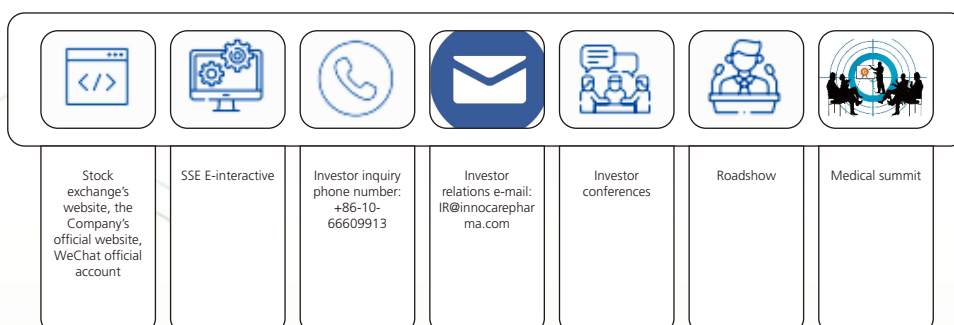 Stock
exchange's
website, the
Company's
official website,
WeChat official
account
SSE E-interactive
Investor inquiry
phone number:
+86-10-
66609913
Investor
relations e-mail:
IR@innocarephar
ma.com
Investor
conferences
Roadshow
Medical summit